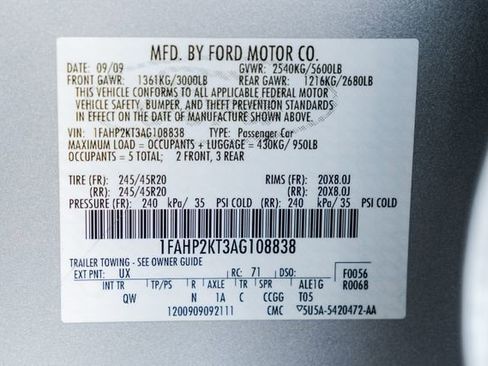 MFD. BY FORD MOTOR CO.
DATE: 09/09 GVWR: 2540KG/5600LB
FRONT GAWR: 1361KG/3000LB REAR GAWR: 1216KG/2680LB
THIS VEHICLE CONFORMS TO ALL APPLICABLE FEDERAL MOTOR
VEHICLE SAFETY, BUMPER, AND THEFT PREVENTION STANDARDS
IN EFFECT ON THE DATE OF MANUFACTURE SHOWN ABOVE.
VIN: 1FAHP2KT3AG108838 TYPE: Passenger Car
MAXIMUM LOAD = OCCUPANTS + LUGGAGE = 430KG/ 950LB
OCCUPANTS = 5 TOTAL; 2 FRONT, 3 REAR
TIRE (FR): 245/45R20 RIMS (FR): 20X8.0J
(RR): 245/45R20 (RR): 20X8.0J
PRESSURE (FR): 240 kPa/ 35 PSI COLD (RR): 240 kPa/ 35 PSI COLD
1FAHP2KT3AG108838
TRAILER TOWING - SEE OWNER GUIDE
EXT PNT: UX RC: 71 DSO: F0056
INT TR TP/PS R AXLE TR SPR ALE1G R0068
QW N 1A C CCGG T05
1200909092111 CMC ▽5U5A-5420472-AA